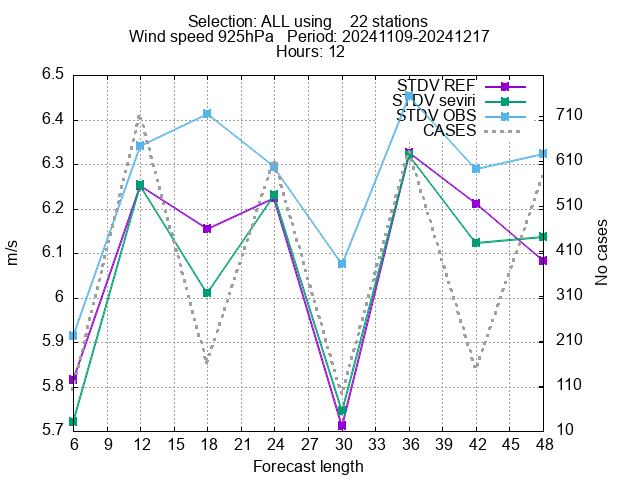 Selection: ALL using    22 stations
Wind speed 925hPa   Period: 20241109-20241217
Hours: 12
STDV REF
STDV seviri
STDV OBS
CASES
6.5
6.4
6.3
6.2
6.1
6
5.9
5.8
5.7
m/s
710
610
510
410
310
210
110
10
No cases
6 9 12 15 18 21 24 27 30 33 36 39 42 45 48
Forecast length